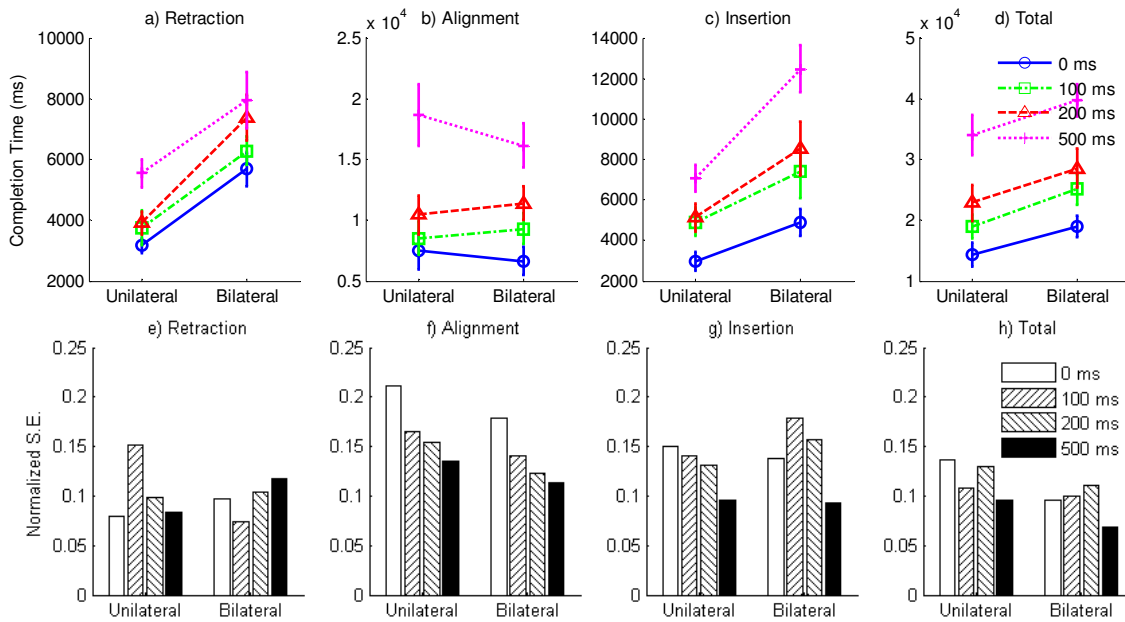 a) Retraction
b) Alignment
c) Insertion
d) Total
Completion Time (ms)
10000
8000
6000
4000
2000
Unilateral
Bilateral
x 10^4
2.5
2
1.5
1
0.5
Unilateral
Bilateral
14000
12000
10000
8000
6000
4000
2000
Unilateral
Bilateral
x 10^4
5
4
3
2
1
Unilateral
Bilateral
0 ms
100 ms
200 ms
500 ms
e) Retraction
f) Alignment
g) Insertion
h) Total
Normalized S.E.
0.25
0.2
0.15
0.1
0.05
0
Unilateral
Bilateral
0.25
0.2
0.15
0.1
0.05
0
Unilateral
Bilateral
0.25
0.2
0.15
0.1
0.05
0
Unilateral
Bilateral
0.25
0.2
0.15
0.1
0.05
0
Unilateral
Bilateral
0 ms
100 ms
200 ms
500 ms